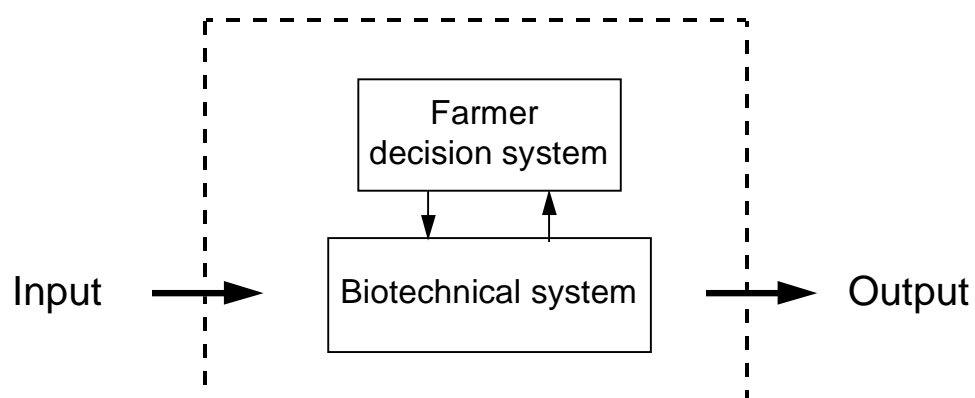 Farmer
decision system
Input
Biotechnical system
Output